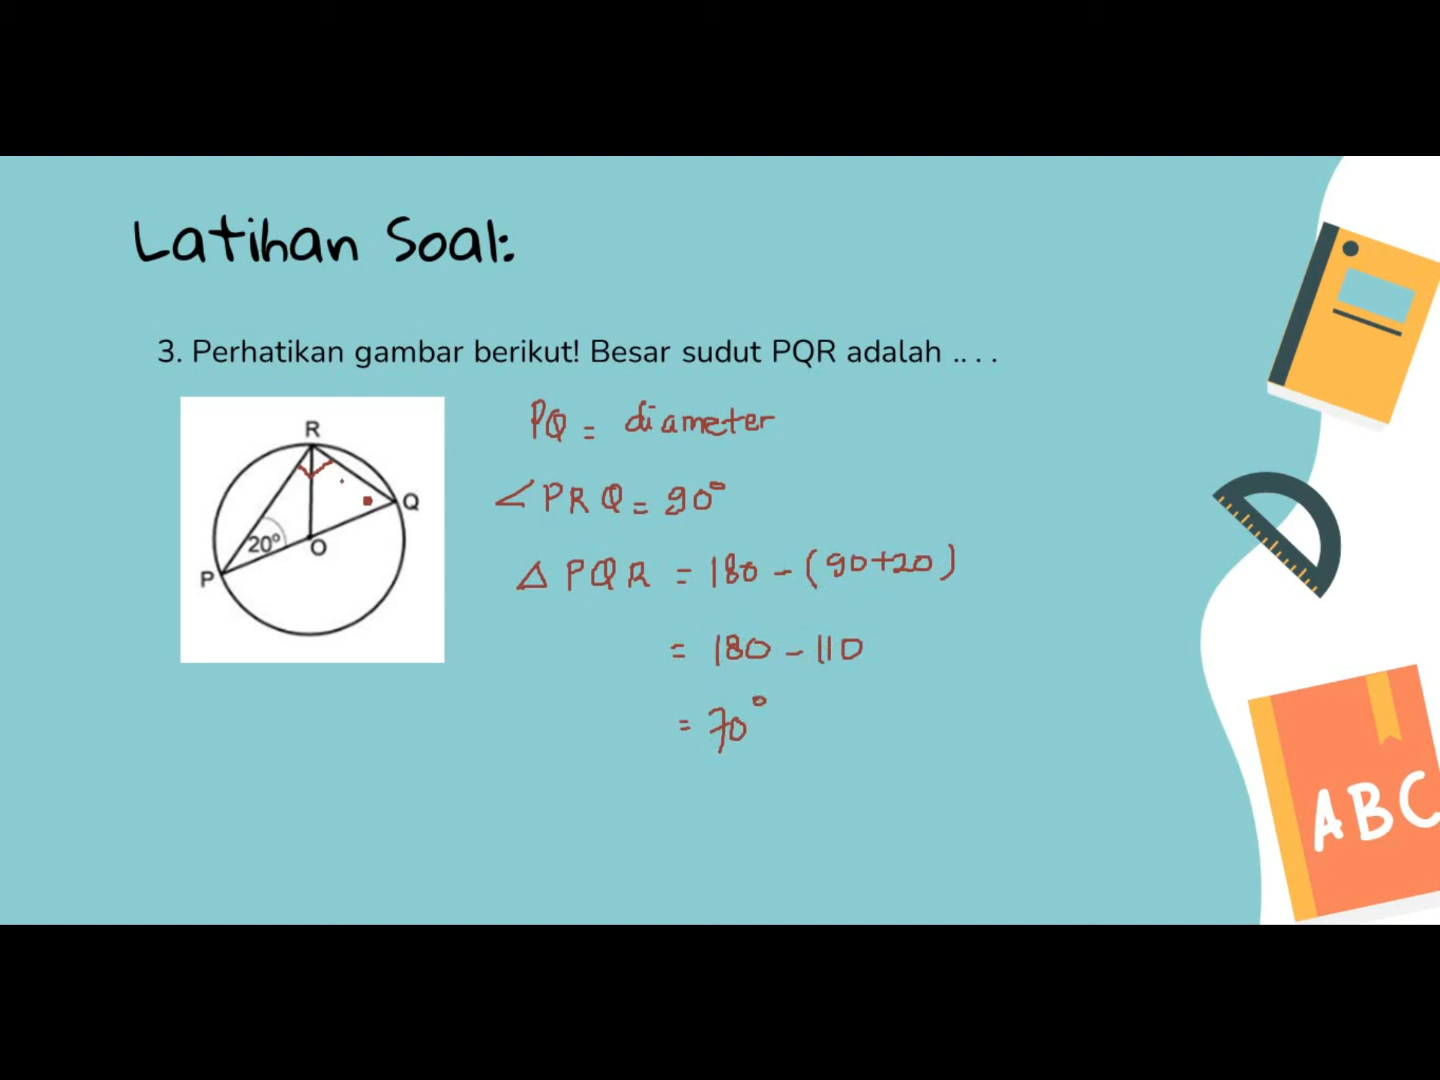 Latihan Soal:
3. Perhatikan gambar berikut! Besar sudut PQR adalah .. . .
R
Q
20°
O
P
PQ = diameter
∠PRQ = 90°
△ PQR = 180 - (90+20)
= 180 - 110
= 70°
ABC